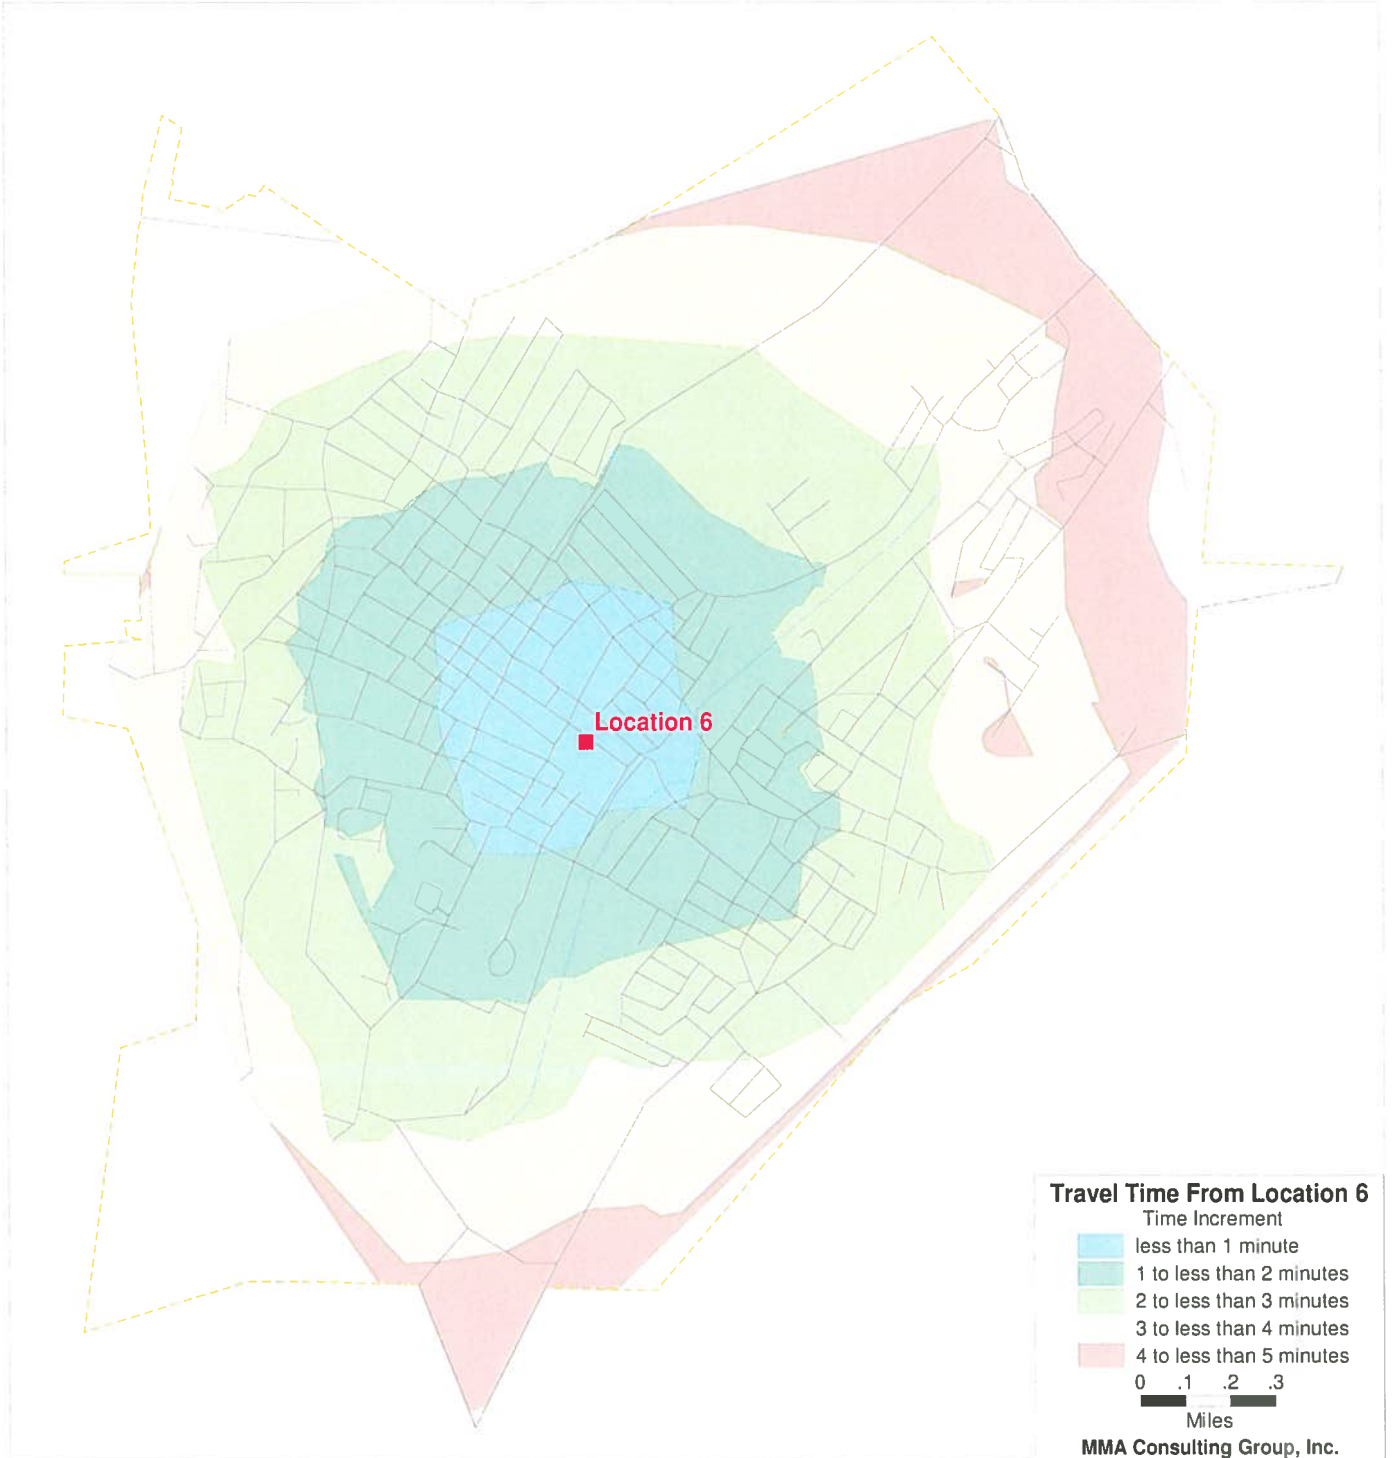 Location 6
Travel Time From Location 6
Time Increment
less than 1 minute
1 to less than 2 minutes
2 to less than 3 minutes
3 to less than 4 minutes
4 to less than 5 minutes
0 .1 .2 .3
Miles
MMA Consulting Group, Inc.